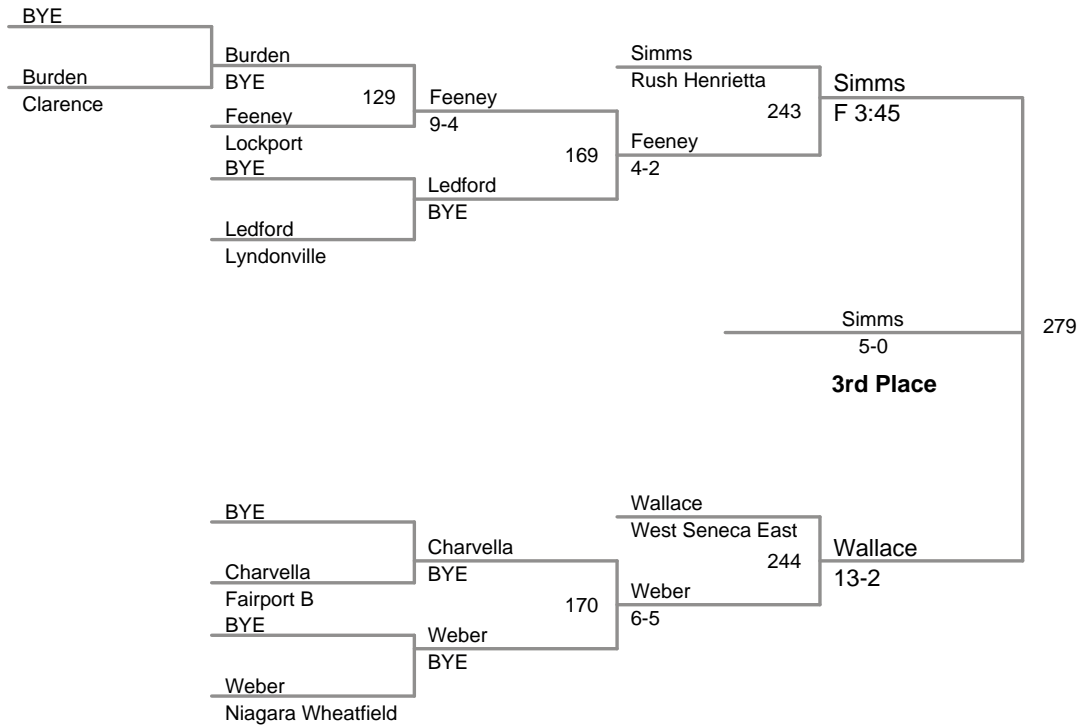 BYE
Burden
Clarence
Burden
BYE
129
Feeney
Lockport
Feeney
9-4
BYE
Ledford
Lyndonville
Ledford
BYE
169
Simms
Rush Henrietta
Feeney
4-2
243
Simms
F 3:45
Simms
5-0
3rd Place
279
BYE
Charvella
Fairport B
Charvella
BYE
BYE
Weber
Niagara Wheatfield
Weber
BYE
170
Wallace
West Seneca East
Weber
6-5
244
Wallace
13-2